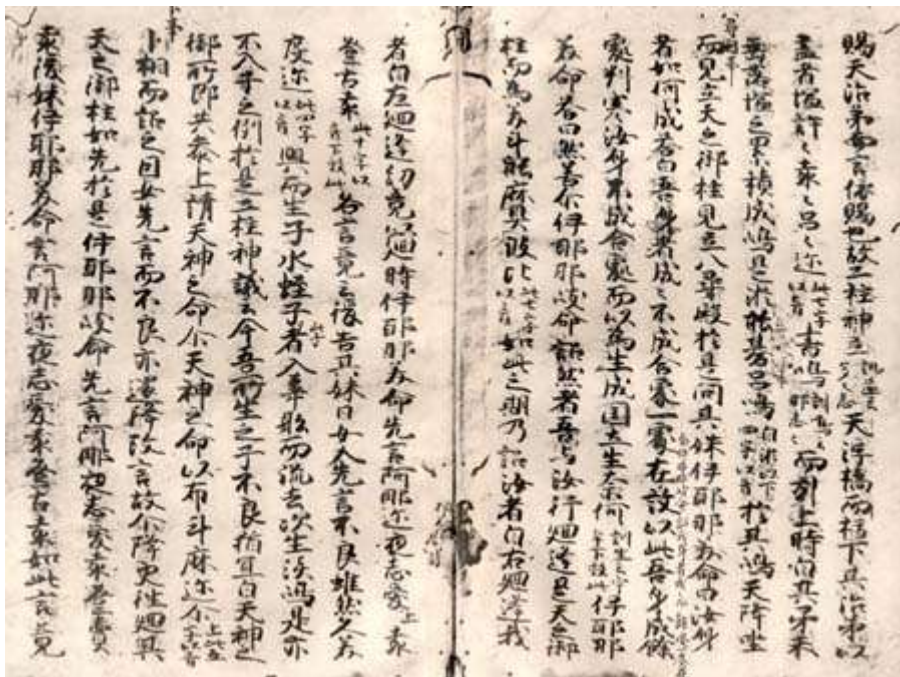 賜天沼弟而言依賜也故二柱神立訓立云多々志天浮橋而指下其沼弟以
畫者塩許々袁々呂々迩此七字以音畫鳴訓鳴云那志々而引上時自其矛末
垂落塩之累積成嶋是淤能碁呂嶋自淤以下四字以音於其嶋天降坐
而見立天之御柱見立八尋殿於是問其妹伊耶那美命曰汝身
者如何成答曰吾身者成々不成合處一處在故以此吾身成餘
處刺塞汝身不成合處而以為生成国土生奈何訓生云宇牟下效此伊耶那
美命答曰然善尓伊耶那岐命詔然者吾与汝行廻逢是天之御
柱而為美斗能麻具波比此七字以音如此之期乃詔汝者自右廻逢我
者自左廻逢約竟以廻時伊耶那美命先言阿那迩夜志愛上袁
登古袁此十字以音下效此各言竟之後告其妹曰女人先言不良雖然久美
度迩此四字以音興而生子水蛭子此子者入葦船而流去次生淡嶋是亦
不入子之例於是二柱神議云今吾所生之子不良猶宜白天神之
御所即共参上請天神之命尓天神之命以布斗麻迩尓上此五字以音
卜相而詔之因女先言而不良亦還降改言故尓降更往廻其
天之御柱如先於是伊耶那岐命先言阿那夜志愛袁登賣
袁後妹伊耶那美命言阿那迩夜志愛袁登古袁如此言竟